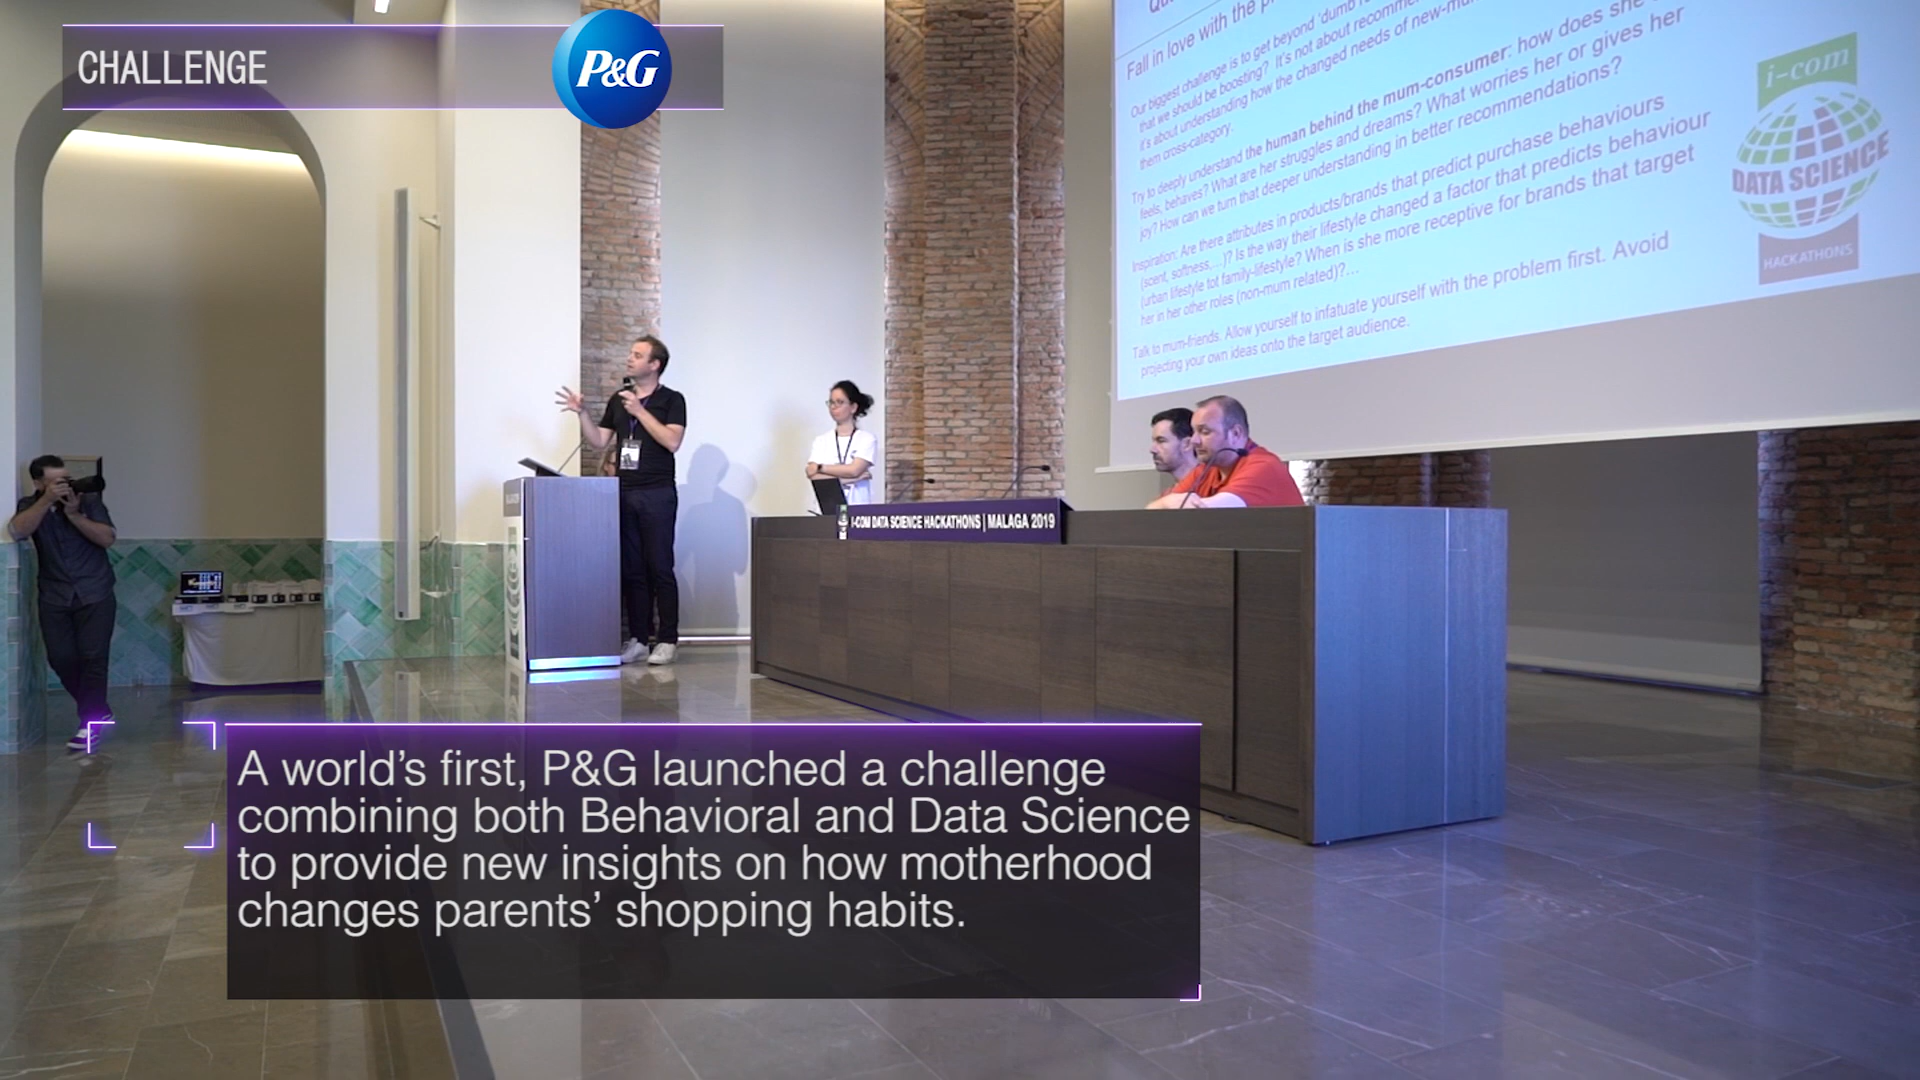 CHALLENGE
P&G
Fall in love with the
Our biggest challenge is to get beyond 'dumb
that we should be boosting? It's not about
it's about understanding how the changed needs of
them cross-category.
Try to deeply understand the human behind the mum-consumer: how does she
feels, behaves? What are her struggles and dreams? What worries her or gives her
joy? How can we turn that deeper understanding in better recommendations?
Inspiration: Are there attributes in products/brands that predict purchase behaviours
(scent, softness,...)? Is the way their lifestyle changed a factor that predicts behaviour
(urban lifestyle tot family-lifestyle? When is she more receptive for brands that target
her in her other roles (non-mum related)?...
Talk to mum-friends. Allow yourself to infatuate yourself with the problem first. Avoid
projecting your own ideas onto the target audience.
i-com
DATA SCIENCE
HACKATHONS
I-COM DATA SCIENCE HACKATHONS | MALAGA 2019
A world’s first, P&G launched a challenge
combining both Behavioral and Data Science
to provide new insights on how motherhood
changes parents’ shopping habits.